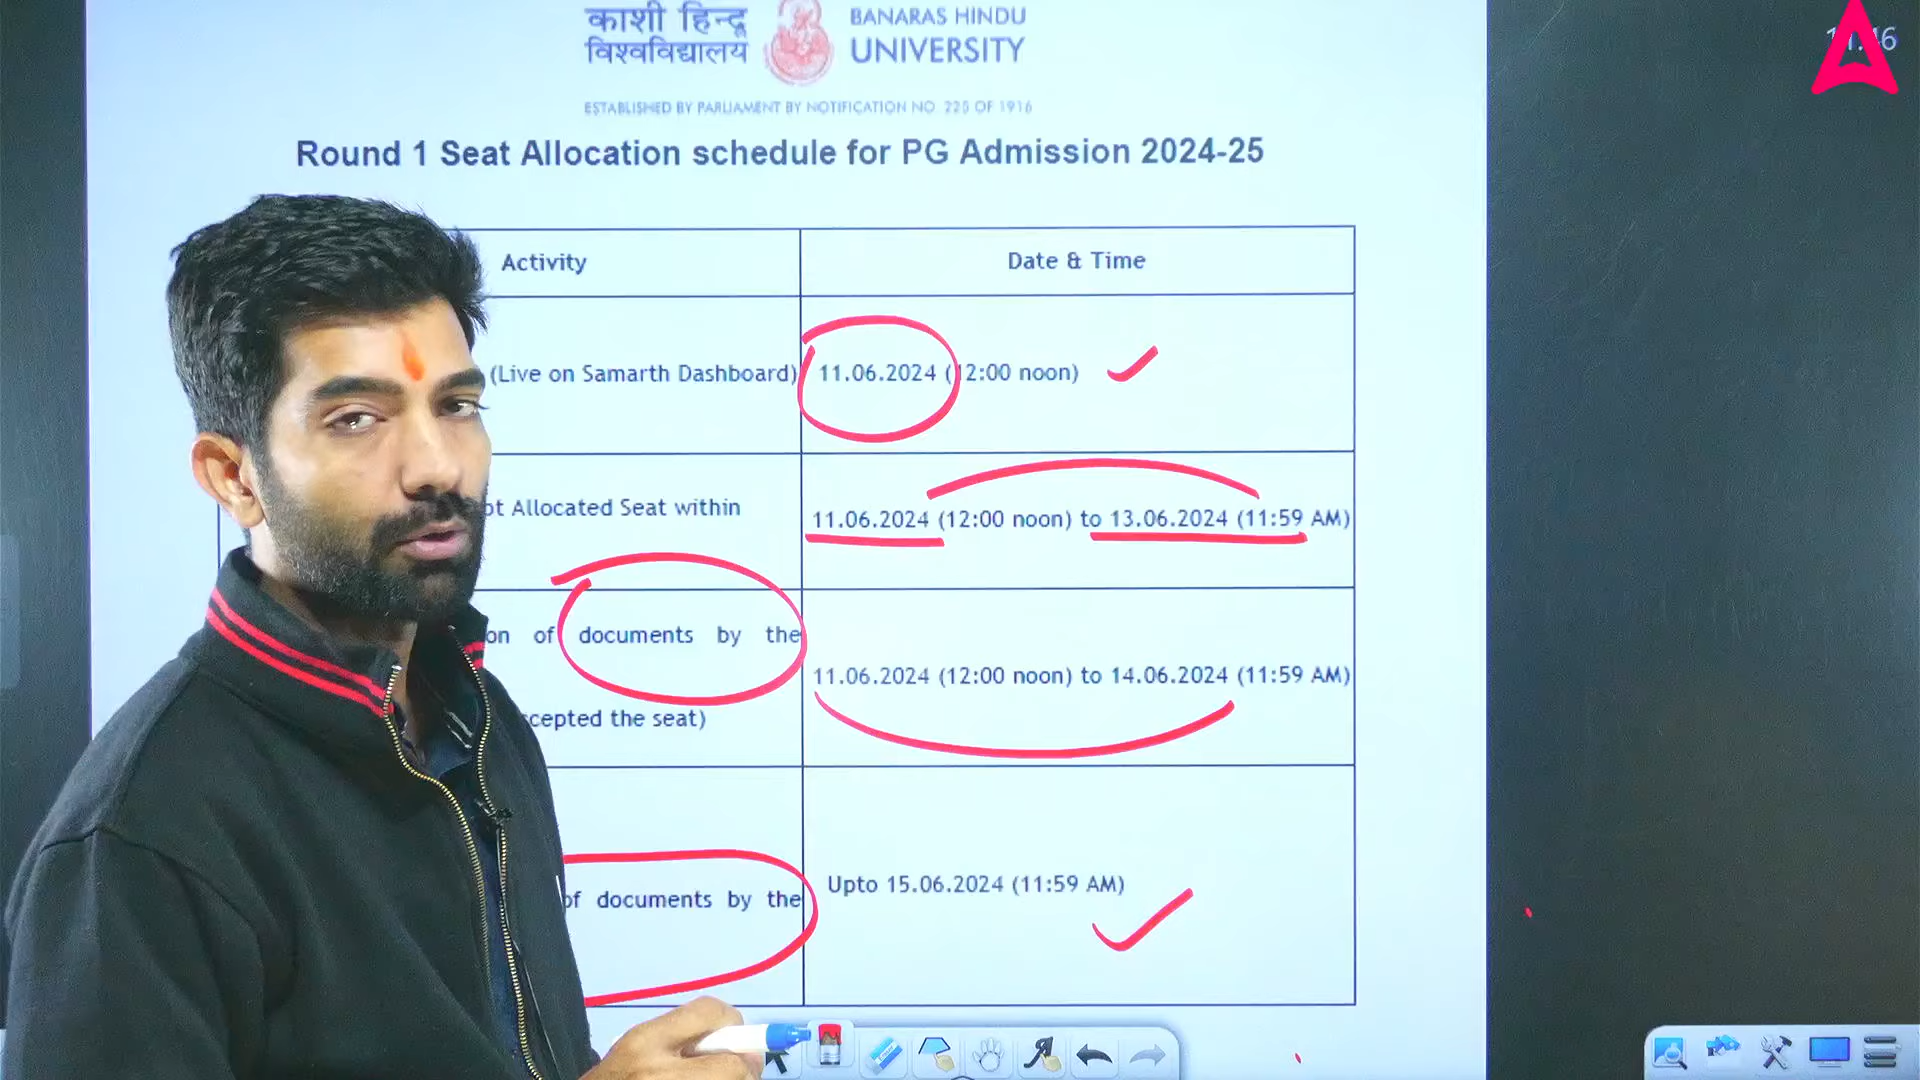 काशी हिन्दू
विश्वविद्यालय
BANARAS HINDU
UNIVERSITY
ESTABLISHED BY PARLIAMENT BY NOTIFICATION NO. 225 OF 1916
Round 1 Seat Allocation schedule for PG Admission 2024-25
Activity
Date & Time
(Live on Samarth Dashboard)
11.06.2024 (12:00 noon)
Allocated Seat within
11.06.2024 (12:00 noon) to 13.06.2024 (11:59 AM)
of documents by the
accepted the seat)
11.06.2024 (12:00 noon) to 14.06.2024 (11:59 AM)
of documents by the
Upto 15.06.2024 (11:59 AM)